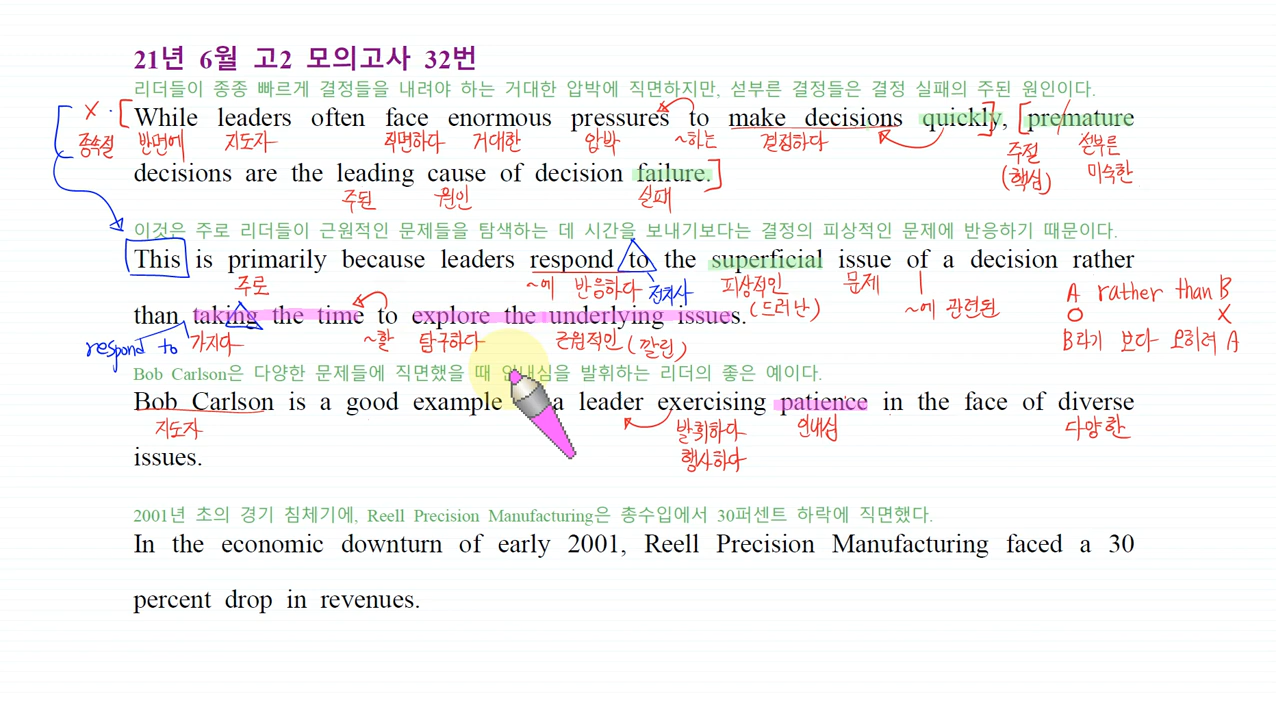 21년 6월 고2 모의고사 32번
리더들이 종종 빠르게 결정들을 내려야 하는 거대한 압박에 직면하지만, 섣부른 결정들은 결정 실패의 주된 원인이다.
X [While leaders often face enormous pressures to make decisions quickly], [premature
종속절 반면에 지도자 직면하다 거대한 압박 ~하는 결정하다 주절 섣부른
(핵심) 미숙한
decisions are the leading cause of decision failure.]
주된 원인 실패
이것은 주로 리더들이 근원적인 문제들을 탐색하는 데 시간을 보내기보다는 결정의 피상적인 문제에 반응하기 때문이다.
This is primarily because leaders respond to the superficial issue of a decision rather
주로 ~에 반응하다 전치사 피상적인 문제 ~에 관련된
(드러난)
A rather than B
O X
B라기 보다 오히려 A
than taking the time to explore the underlying issues.
respond to 가지다 ~할 탐구하다 근원적인 (깔린)
Bob Carlson은 다양한 문제들에 직면했을 때 인내심을 발휘하는 리더의 좋은 예이다.
Bob Carlson is a good example a leader exercising patience in the face of diverse
지도자 발휘하다 인내심 다양한
행사하다
issues.
2001년 초의 경기 침체기에, Reell Precision Manufacturing은 총수입에서 30퍼센트 하락에 직면했다.
In the economic downturn of early 2001, Reell Precision Manufacturing faced a 30
percent drop in revenues.